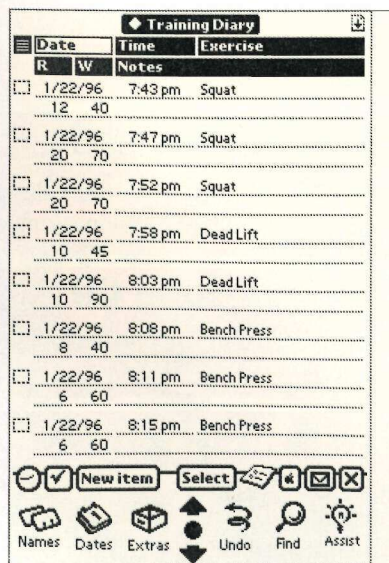 Training Diary
Date Time Exercise
R W Notes
1/22/96 7:43 pm Squat
12 40
1/22/96 7:47 pm Squat
20 70
1/22/96 7:52 pm Squat
20 70
1/22/96 7:58 pm Dead Lift
10 45
1/22/96 8:03 pm Dead Lift
10 90
1/22/96 8:08 pm Bench Press
8 40
1/22/96 8:11 pm Bench Press
6 60
1/22/96 8:15 pm Bench Press
6 60
New item Select
Names Dates Extras Undo Find Assist